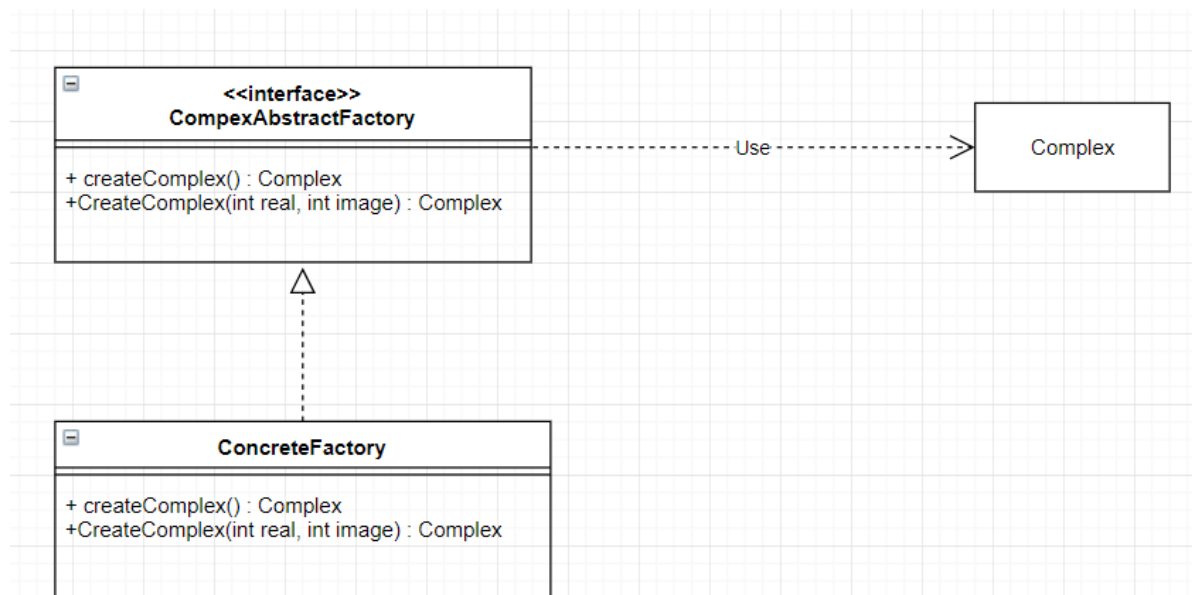 <<interface>>
CompexAbstractFactory
+ createComplex() : Complex
+CreateComplex(int real, int image) : Complex
Use
Complex
ConcreteFactory
+ createComplex() : Complex
+CreateComplex(int real, int image) : Complex